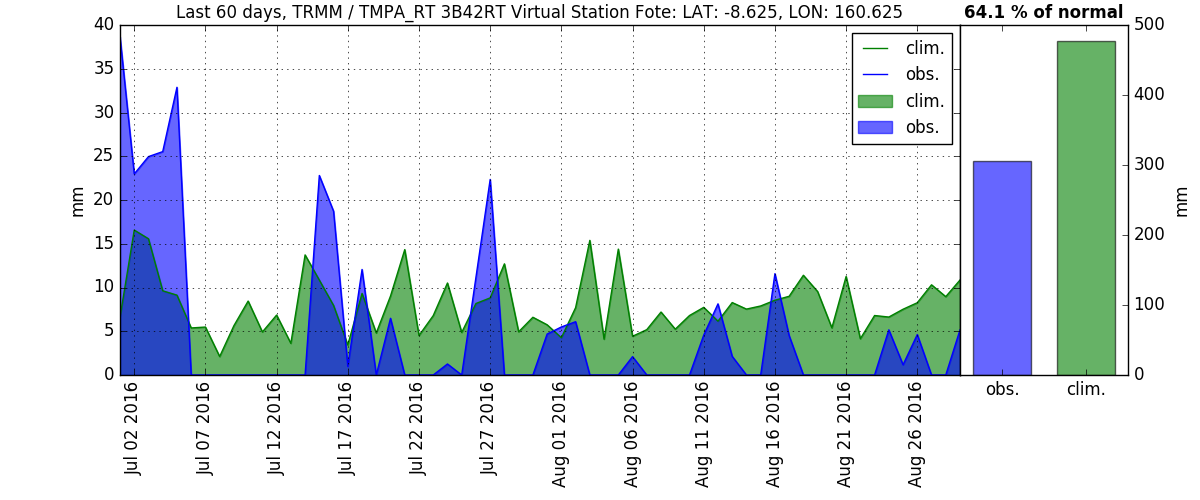 Last 60 days, TRMM / TMPA_RT 3B42RT Virtual Station Fote: LAT: -8.625, LON: 160.625
64.1 % of normal
40
35
30
25
20
15
10
5
0
mm
clim.
obs.
clim.
obs.
Jul 02 2016
Jul 07 2016
Jul 12 2016
Jul 17 2016
Jul 22 2016
Jul 27 2016
Aug 01 2016
Aug 06 2016
Aug 11 2016
Aug 16 2016
Aug 21 2016
Aug 26 2016
500
400
300
200
100
0
mm
obs.
clim.